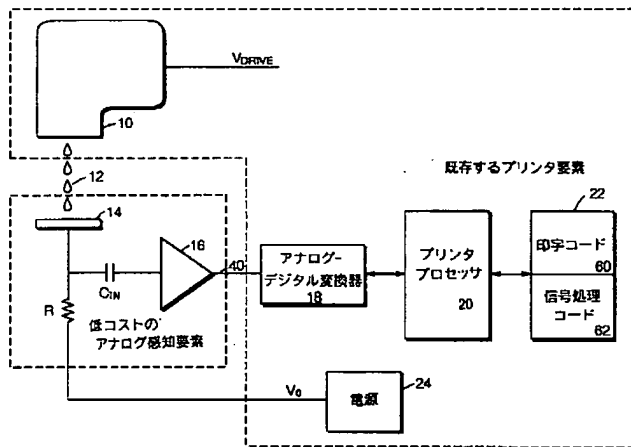 VDRIVE
10
12
既存するプリンタ要素
14
22
16
40
アナログ-
デジタル変換器
18
プリンタ
プロセッサ
20
印字コード
60
信号処理
コード
62
CIN
R
低コストの
アナログ感知要素
V0
電源
24